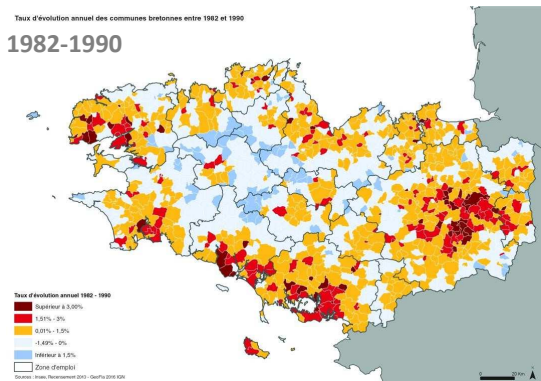 Taux d'évolution annuel des communes bretonnes entre 1982 et 1990
1982-1990
Taux d'évolution annuel 1982 - 1990
Supérieur à 3,00%
1,51% - 3%
0,01% - 1,5%
-1,49% - 0%
Inférieur à 1,5%
Zone d'emploi
Sources : Insee, Recensement 2013 - GeoFla 2016 IGN
0 20 Km
N